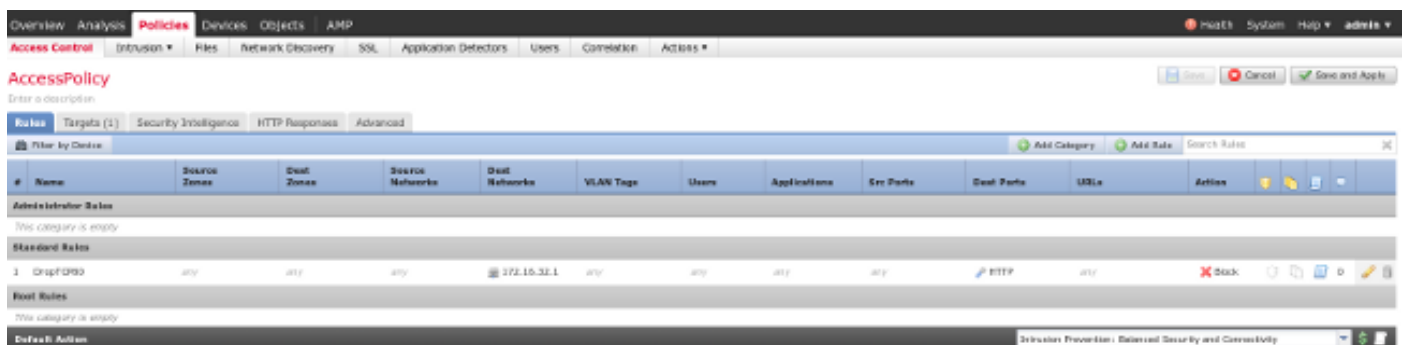 Overview Analysis Policies Devices Objects AMP Health System Help ▾ admin ▾
Access Control Intrusion ▾ Files Network Discovery SSL Application Detectors Users Correlation Actions ▾
AccessPolicy
Save Cancel Save and Apply
Enter a description
Rules Targets (1) Security Intelligence HTTP Responses Advanced
Filter by Device Add Category Add Rule Search Rules
# Name Source Zones Dest Zones Source Networks Dest Networks VLAN Tags Users Applications Src Ports Dest Ports URLs Action
Administrator Rules
This category is empty
Standard Rules
1 DropTCP80 any any any 172.16.32.1 any any any any HTTP any Block 0
Root Rules
This category is empty
Default Action Intrusion Prevention: Balanced Security and Connectivity